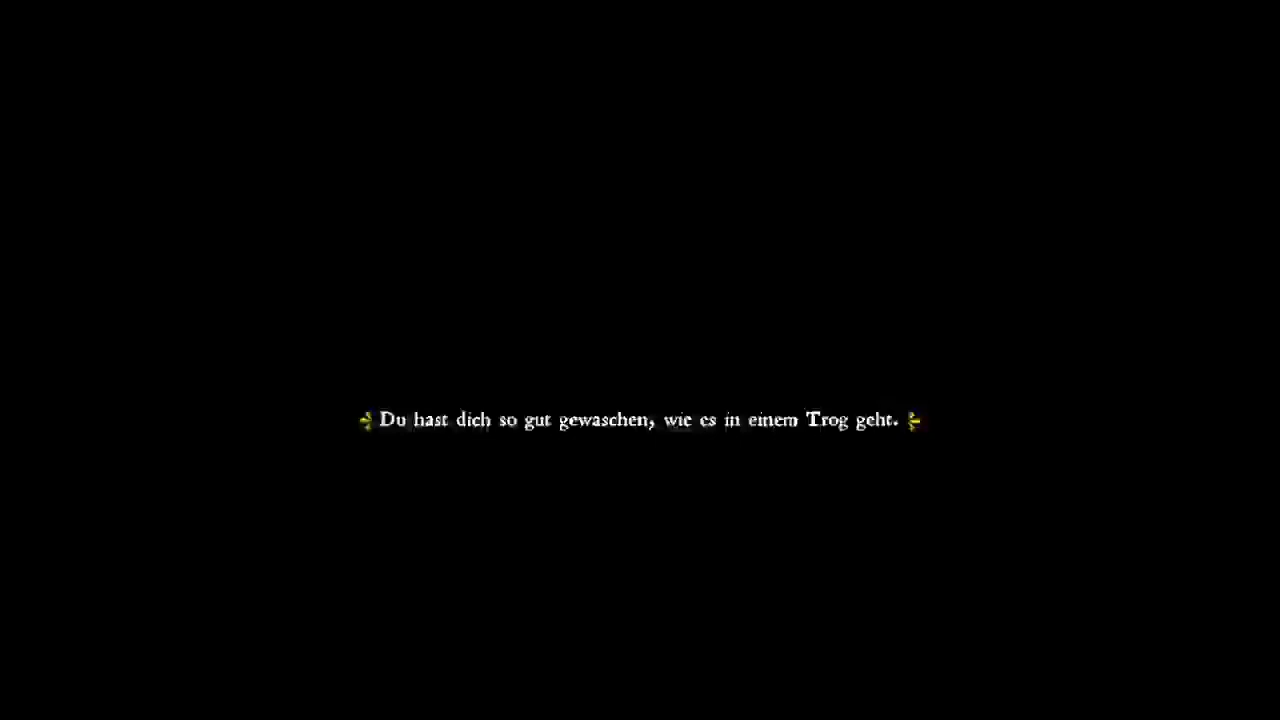 Du hast dich so gut gewaschen, wie es in einem Trog geht.